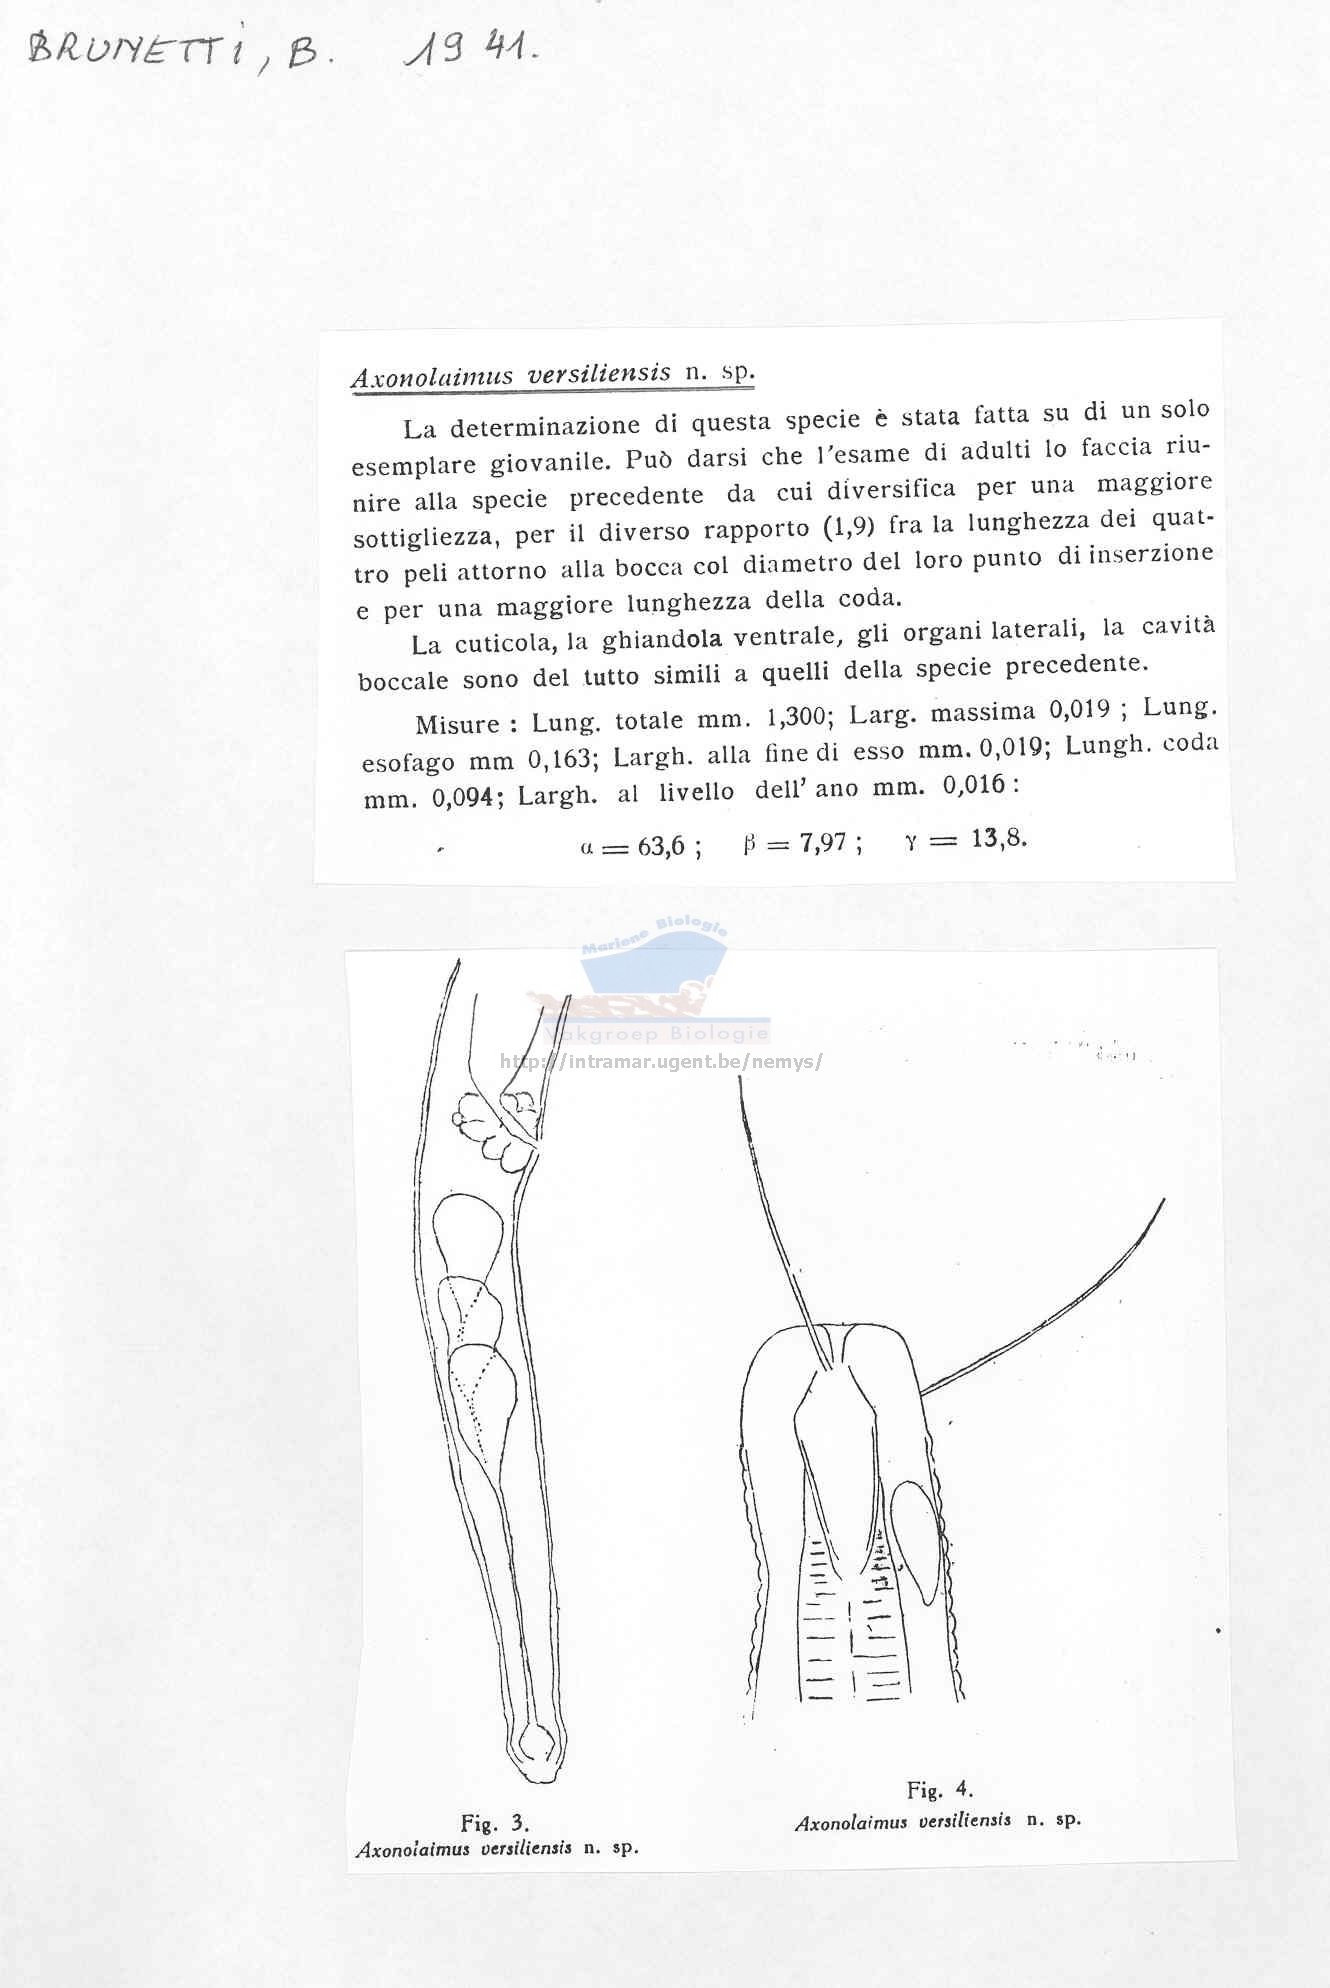 BRUNETTI, B. 1941.
Axonolaimus versiliensis n. sp.
La determinazione di questa specie è stata fatta su di un solo
esemplare giovanile. Può darsi che l'esame di adulti lo faccia riu-
nire alla specie precedente da cui diversifica per una maggiore
sottigliezza, per il diverso rapporto (1,9) fra la lunghezza dei quat-
tro peli attorno alla bocca col diametro del loro punto di inserzione
e per una maggiore lunghezza della coda.
La cuticola, la ghiandola ventrale, gli organi laterali, la cavità
boccale sono del tutto simili a quelli della specie precedente.
Misure : Lung. totale mm. 1,300; Larg. massima 0,019 ; Lung.
esofago mm 0,163; Largh. alla fine di esso mm. 0,019; Lungh. coda
mm. 0,094; Largh. al livello dell' ano mm. 0,016 :
α = 63,6 ; β = 7,97 ; γ = 13,8.
Mariene Biologie
Vakgroep Biologie
http://intramar.ugent.be/nemys/
Fig. 3.
Axonolaimus versiliensis n. sp.
Fig. 4.
Axonolaimus versiliensis n. sp.